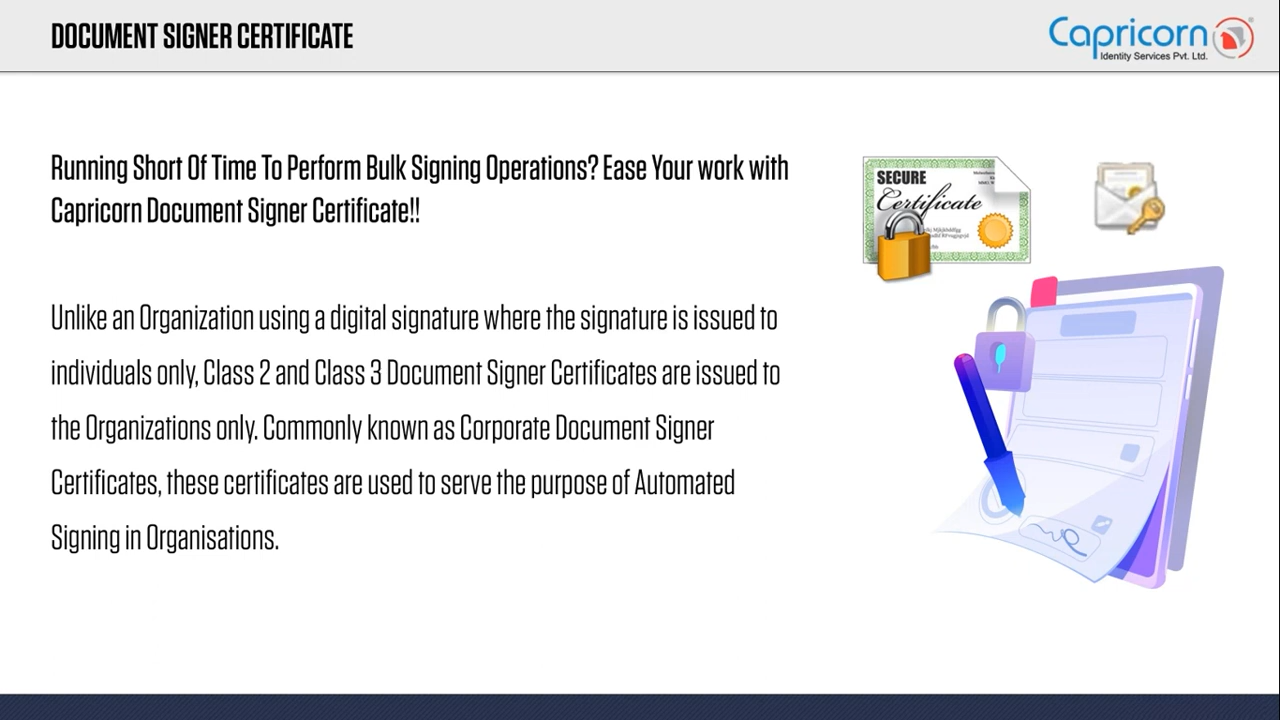 DOCUMENT SIGNER CERTIFICATE
Capricorn
Identity Services Pvt. Ltd.
Running Short Of Time To Perform Bulk Signing Operations? Ease Your work with
Capricorn Document Signer Certificate!!
SECURE
Certificate
Unlike an Organization using a digital signature where the signature is issued to
individuals only, Class 2 and Class 3 Document Signer Certificates are issued to
the Organizations only. Commonly known as Corporate Document Signer
Certificates, these certificates are used to serve the purpose of Automated
Signing in Organisations.